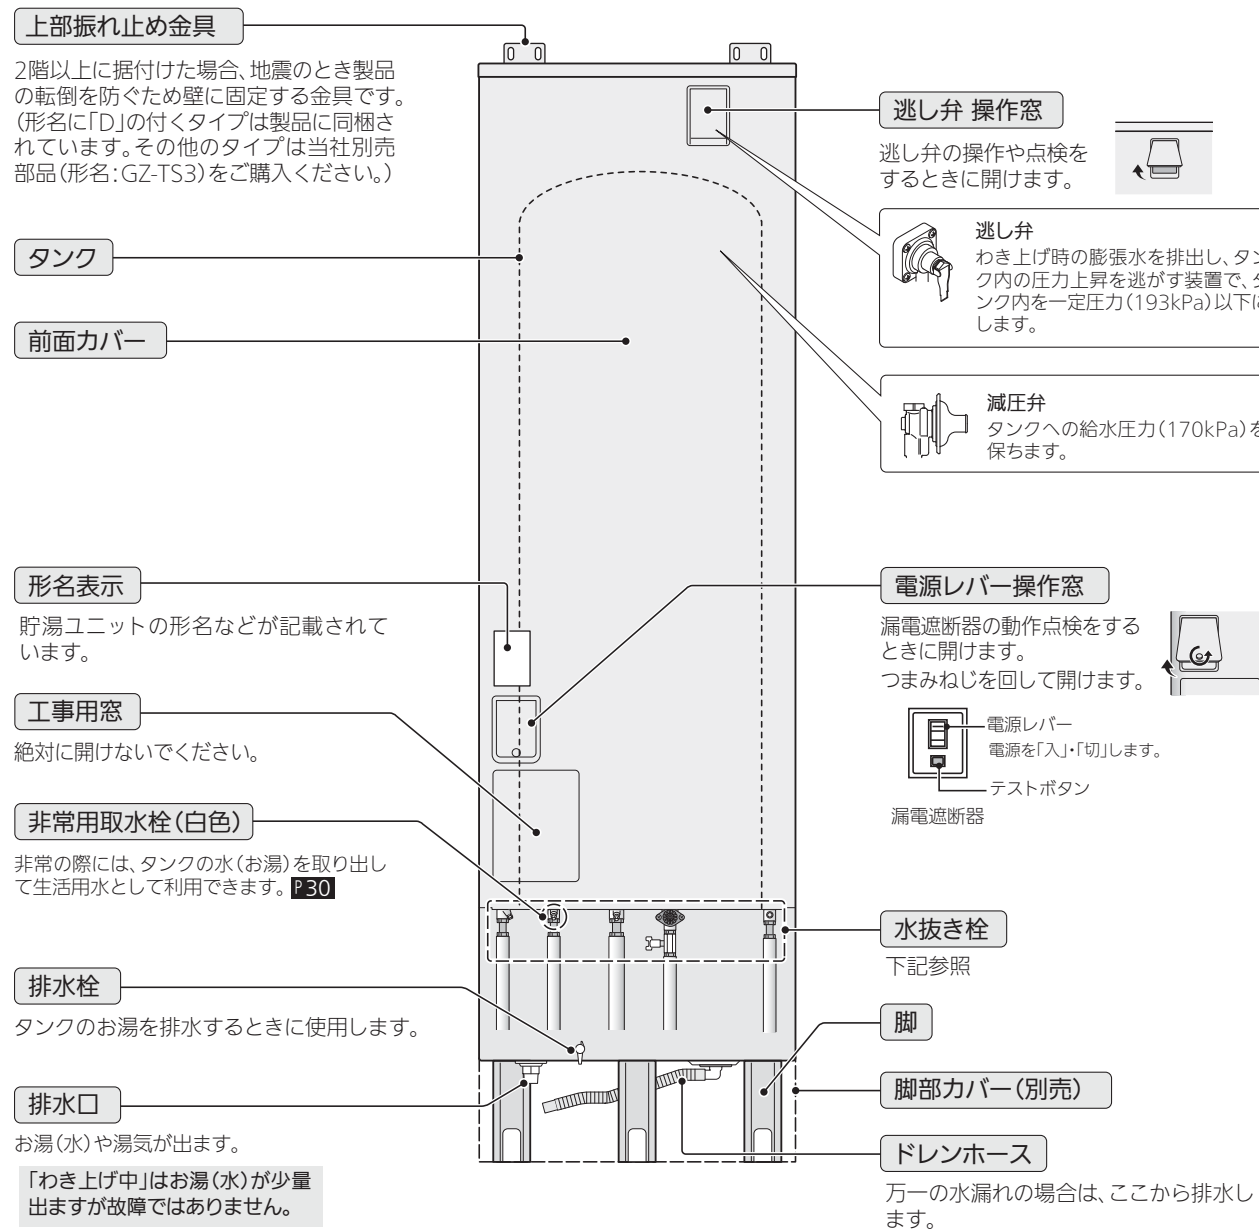 上部振れ止め金具
2階以上に据付けた場合、地震のとき製品
の転倒を防ぐため壁に固定する金具です。
(形名に「D」の付くタイプは製品に同梱さ
れています。その他のタイプは当社別売
部品(形名:GZ-TS3)をご購入ください。)
タンク
前面カバー
形名表示
貯湯ユニットの形名などが記載されて
います。
工事用窓
絶対に開けないでください。
非常用取水栓(白色)
非常の際には、タンクの水(お湯)を取り出し
て生活用水として利用できます。P30
排水栓
タンクのお湯を排水するときに使用します。
排水口
お湯(水)や湯気が出ます。
「わき上げ中」はお湯(水)が少量
出ますが故障ではありません。
逃し弁 操作窓
逃し弁の操作や点検を
するときに開けます。
逃し弁
わき上げ時の膨張水を排出し、タン
ク内の圧力上昇を逃がす装置で、タ
ンク内を一定圧力(193kPa)以下に
します。
減圧弁
タンクへの給水圧力(170kPa)を
保ちます。
電源レバー操作窓
漏電遮断器の動作点検をする
ときに開けます。
つまみねじを回して開けます。
電源レバー
電源を「入」・「切」します。
テストボタン
漏電遮断器
水抜き栓
下記参照
脚
脚部カバー(別売)
ドレンホース
万一の水漏れの場合は、ここから排水し
ます。